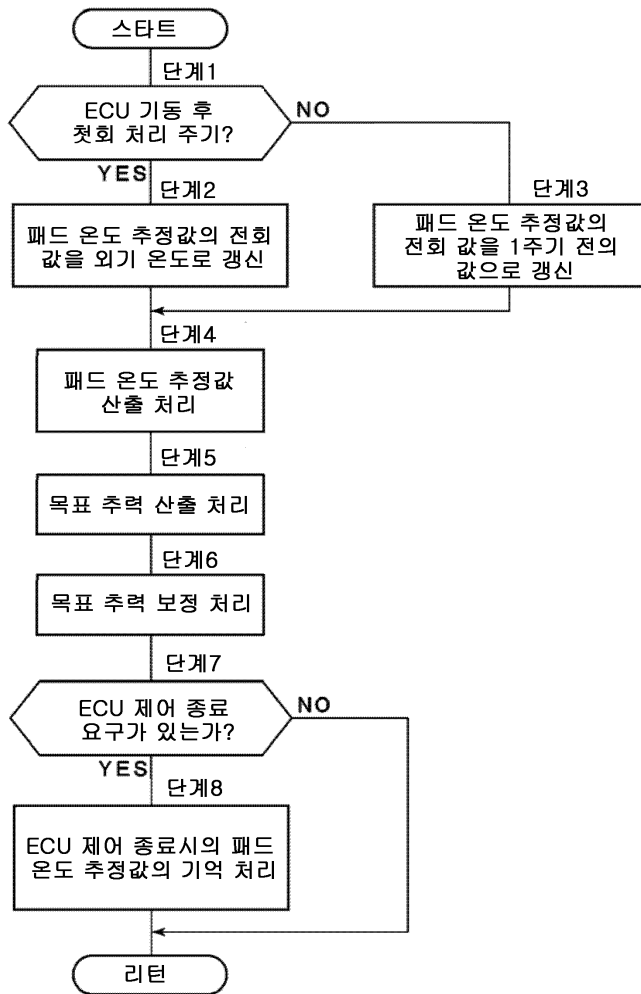 스타트
단계1
ECU 기동 후
첫회 처리 주기?
NO
YES
단계2
패드 온도 추정값의 전회
값을 외기 온도로 갱신
단계3
패드 온도 추정값의
전회 값을 1주기 전의
값으로 갱신
단계4
패드 온도 추정값
산출 처리
단계5
목표 추력 산출 처리
단계6
목표 추력 보정 처리
단계7
ECU 제어 종료
요구가 있는가?
NO
YES
단계8
ECU 제어 종료시의 패드
온도 추정값의 기억 처리
리턴